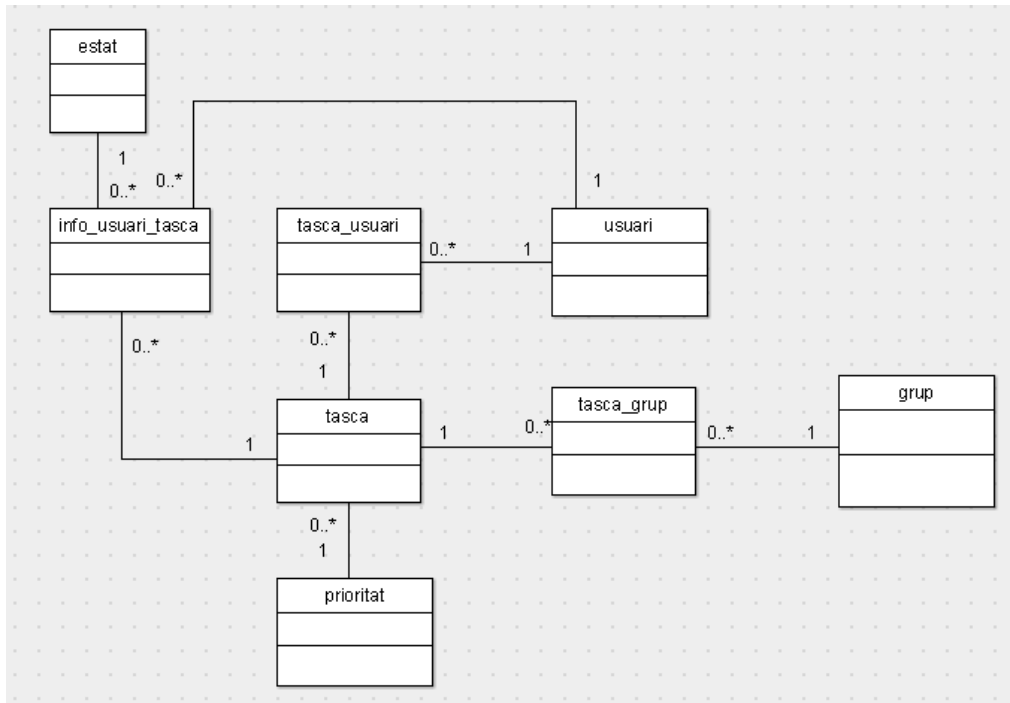 estat
1
0..*
0..*
1
info_usuari_tasca
tasca_usuari
usuari
0..*
1
0..*
0..*
1
tasca
1
1
0..*
tasca_grup
0..*
1
grup
0..*
1
prioritat